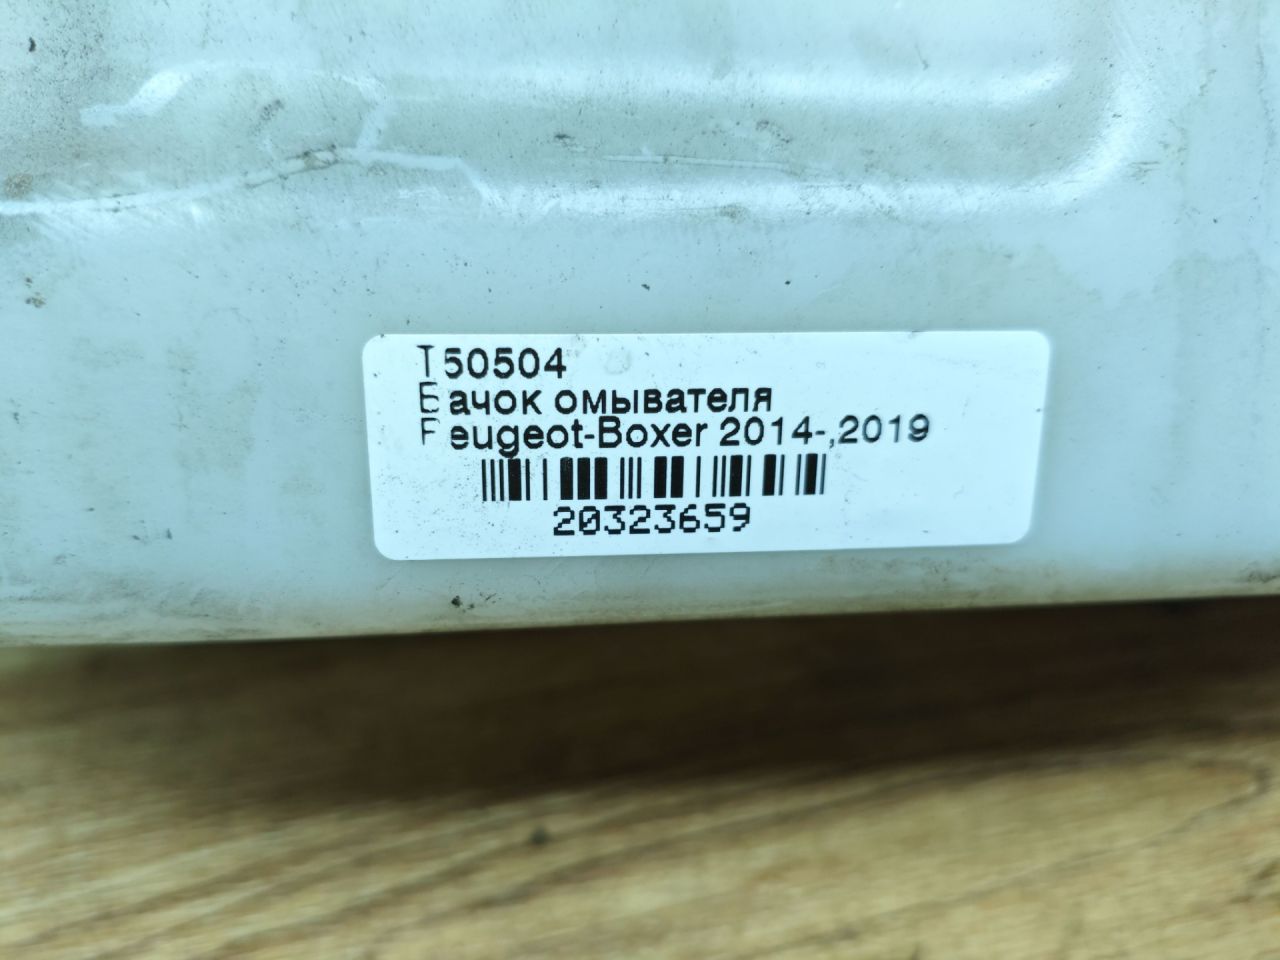 T50504
Бачок омывателя
Peugeot-Boxer 2014-,2019
20323659